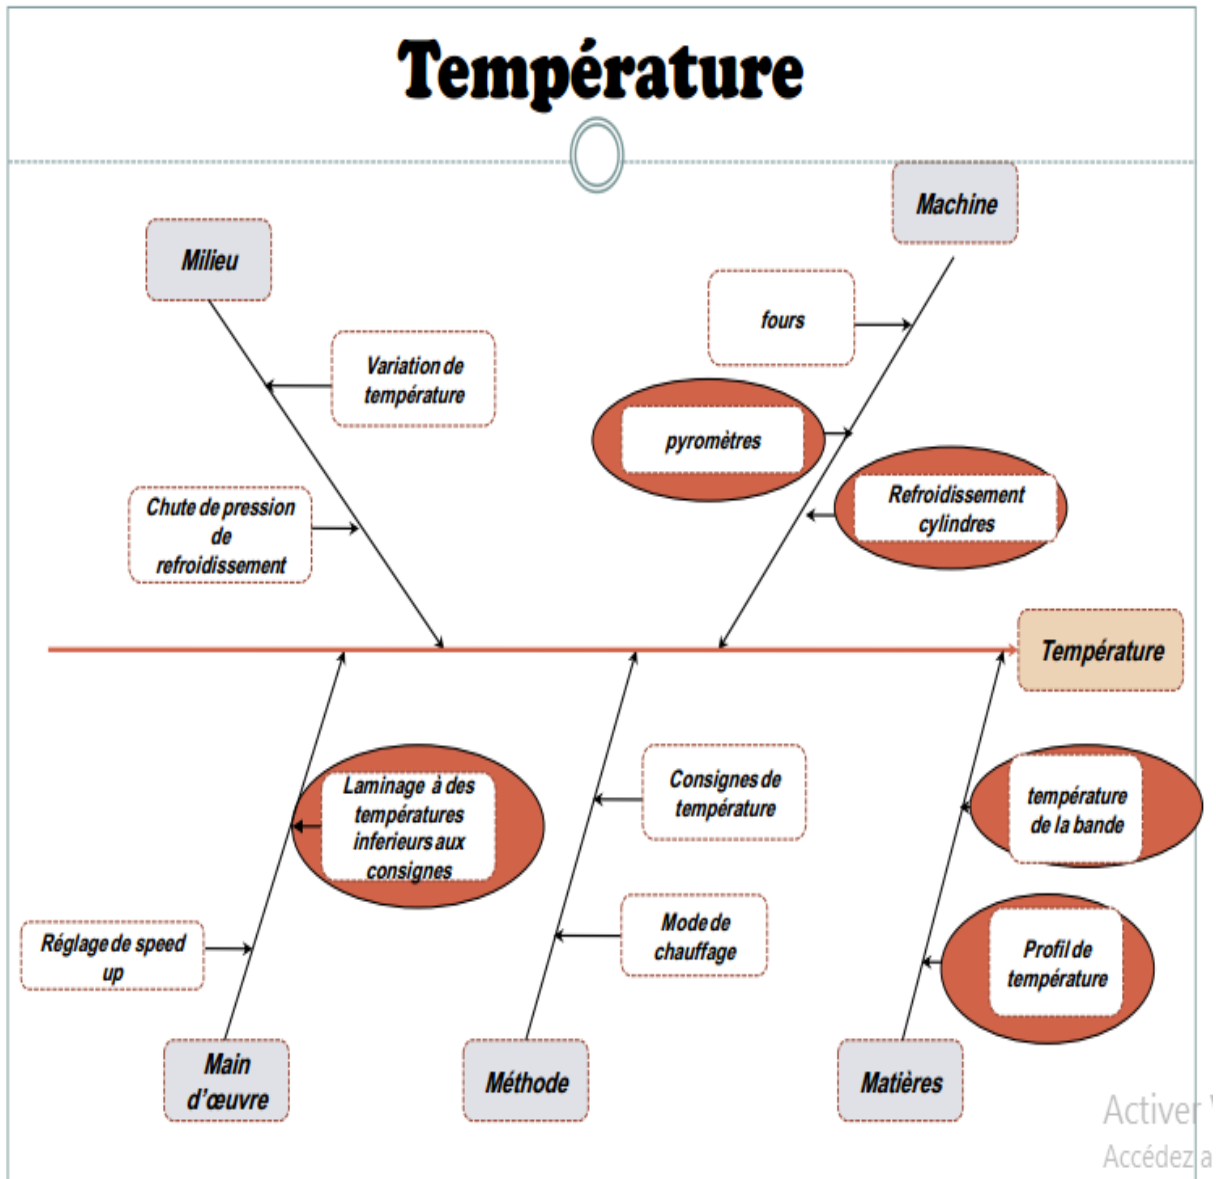 Température
Machine
Milieu
fours
Variation de
température
pyromètres
Refroidissement
cylindres
Chute de pression
de
refroidissement
Température
Laminage à des
températures
inferieurs aux
consignes
Consignes de
température
température
de la bande
Réglage de speed
up
Mode de
chauffage
Profil de
température
Main
d'œuvre
Méthode
Matières
Activer
Accédez a